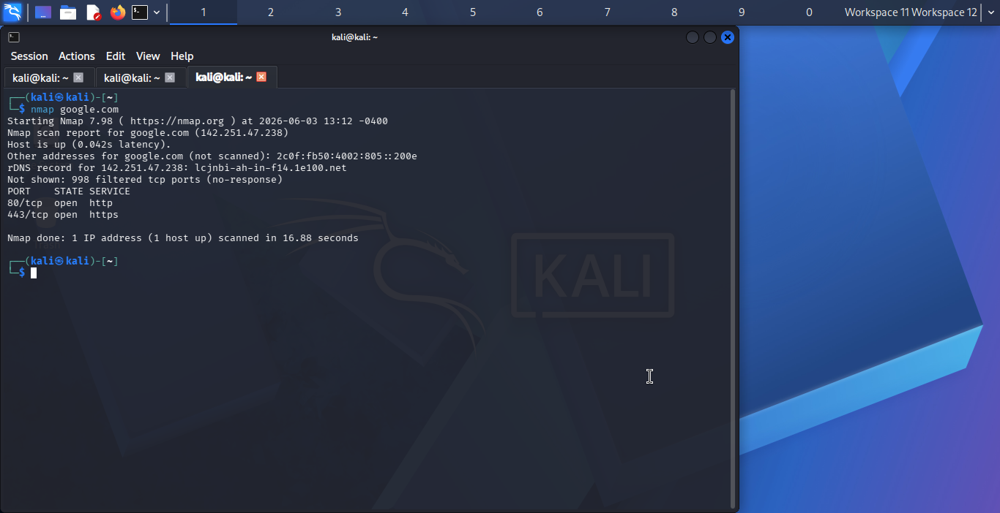 1 2 3 4 5 6 7 8 9 0 Workspace 11 Workspace 12
kali@kali: ~
Session Actions Edit View Help
kali@kali: ~ kali@kali: ~ kali@kali: ~
┌──(kali㉿kali)-[~]
└─$ nmap google.com
Starting Nmap 7.98 ( https://nmap.org ) at 2026-06-03 13:12 -0400
Nmap scan report for google.com (142.251.47.238)
Host is up (0.042s latency).
Other addresses for google.com (not scanned): 2c0f:fb50:4002:805::200e
rDNS record for 142.251.47.238: lcjnbi-ah-in-f14.1e100.net
Not shown: 998 filtered tcp ports (no-response)
PORT    STATE SERVICE
80/tcp  open  http
443/tcp open  https
Nmap done: 1 IP address (1 host up) scanned in 16.88 seconds
Trash
┌──(kali㉿kali)-[~]
└─$
KALI